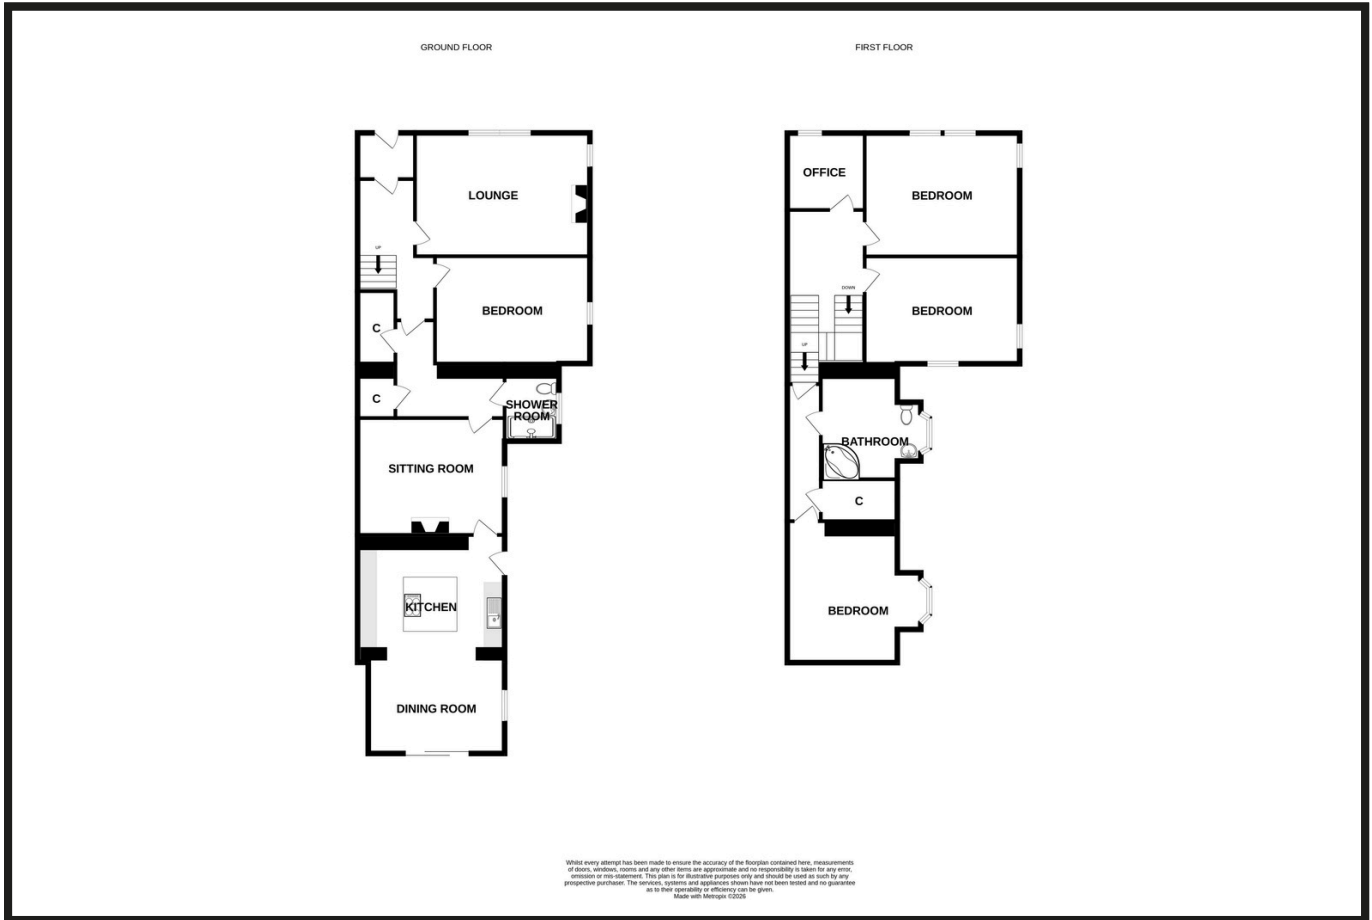 GROUND FLOOR
FIRST FLOOR
LOUNGE
UP
BEDROOM
C
C
SHOWER
ROOM
SITTING ROOM
KITCHEN
DINING ROOM
OFFICE
BEDROOM
DOWN
BEDROOM
UP
BATHROOM
C
BEDROOM
Whilst every attempt has been made to ensure the accuracy of the floorplan contained here, measurements
of doors, windows, rooms and any other items are approximate and no responsibility is taken for any error,
omission or mis-statement. This plan is for illustrative purposes only and should be used as such by any
prospective purchaser. The services, systems and appliances shown have not been tested and no guarantee
as to their operability or efficiency can be given.
Made with Metropix ©2026